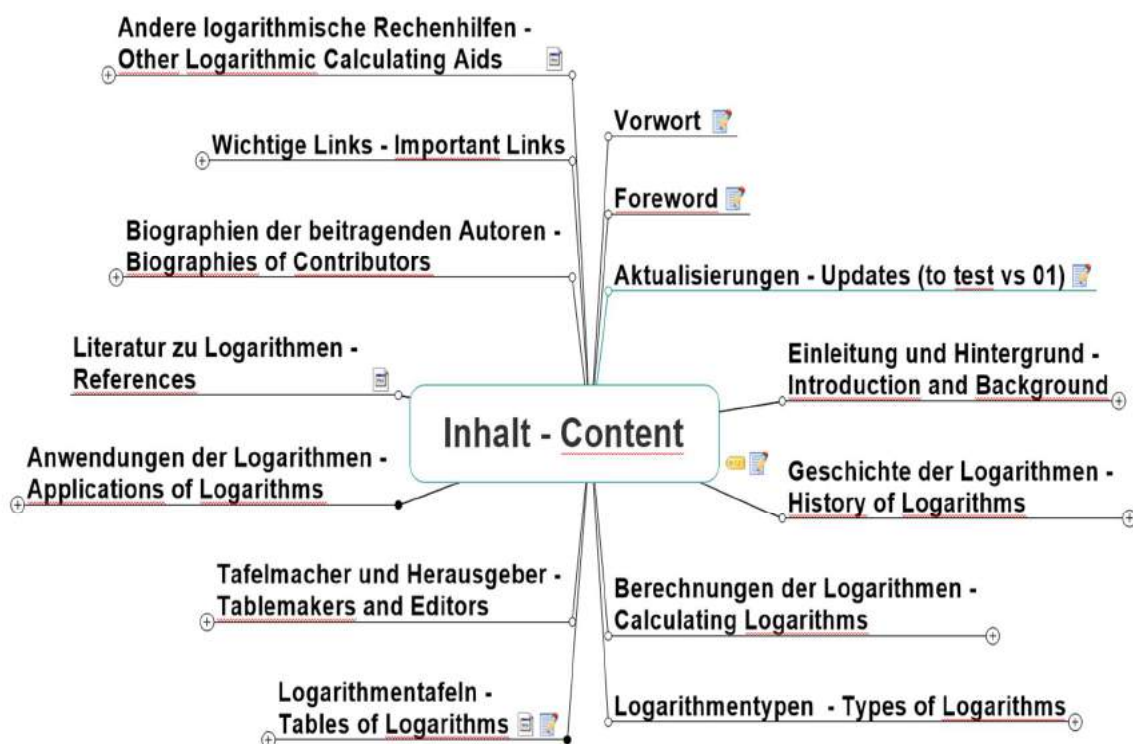 Andere logarithmische Rechenhilfen -
Other Logarithmic Calculating Aids
Wichtige Links - Important Links
Biographien der beitragenden Autoren -
Biographies of Contributors
Literatur zu Logarithmen -
References
Anwendungen der Logarithmen -
Applications of Logarithms
Tafelmacher und Herausgeber -
Tablemakers and Editors
Logarithmentafeln -
Tables of Logarithms
Inhalt - Content
Vorwort
Foreword
Aktualisierungen - Updates (to test vs 01)
Einleitung und Hintergrund -
Introduction and Background
Geschichte der Logarithmen -
History of Logarithms
Berechnungen der Logarithmen -
Calculating Logarithms
Logarithmentypen - Types of Logarithms